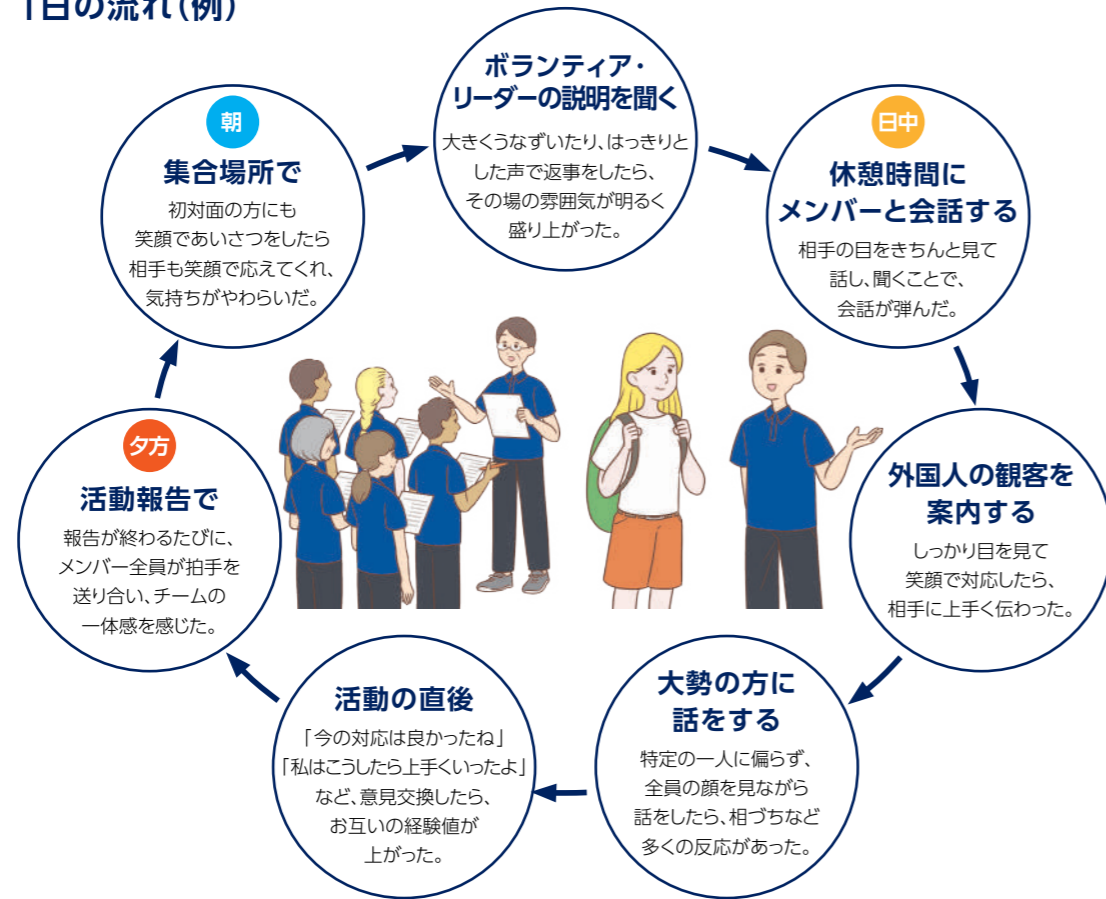 1日の流れ(例)
朝
集合場所で
初対面の方にも
笑顔であいさつをしたら
相手も笑顔で応えてくれ、
気持ちがやわらいだ。
ボランティア・
リーダーの説明を聞く
大きくうなずいたり、はっきりと
した声で返事をしたら、
その場の雰囲気が明るく
盛り上がった。
日中
休憩時間に
メンバーと会話する
相手の目をきちんと見て
話し、聞くことで、
会話が弾んだ。
外国人の観客を
案内する
しっかり目を見て
笑顔で対応したら、
相手に上手く伝わった。
大勢の方に
話をする
特定の一人に偏らず、
全員の顔を見ながら
話をしたら、相づちなど
多くの反応があった。
活動の直後
「今の対応は良かったね」
「私はこうしたら上手くいったよ」
など、意見交換したら、
お互いの経験値が
上がった。
夕方
活動報告で
報告が終わるたびに、
メンバー全員が拍手を
送り合い、チームの
一体感を感じた。